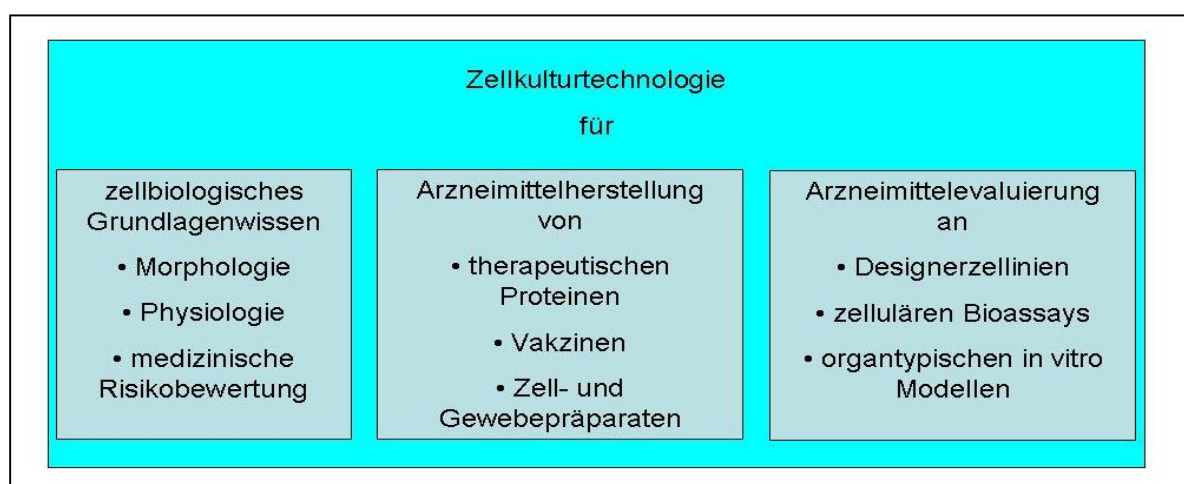 Zellkulturtechnologie
für
zellbiologisches
Grundlagenwissen
• Morphologie
• Physiologie
• medizinische
Risikobewertung
Arzneimittelherstellung
von
• therapeutischen
Proteinen
• Vakzinen
• Zell- und
Gewebepräparaten
Arzneimittelevaluierung
an
• Designerzellinien
• zellulären Bioassays
• organtypischen in vitro
Modellen